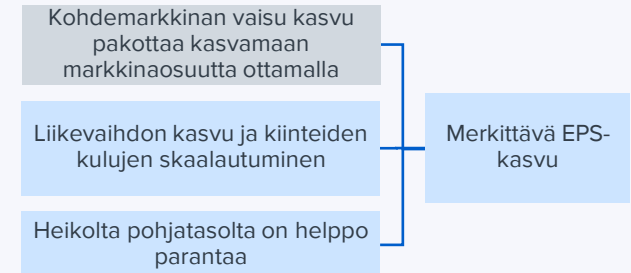 Kohdemarkkinan vaisu kasvu
pakottaa kasvamaan
markkinaosuutta ottamalla
Liikevaihdon kasvu ja kiinteiden
kulujen skaalautuminen
Merkittävä EPS-
kasvu
Heikolta pohjatasolta on helppo
parantaa